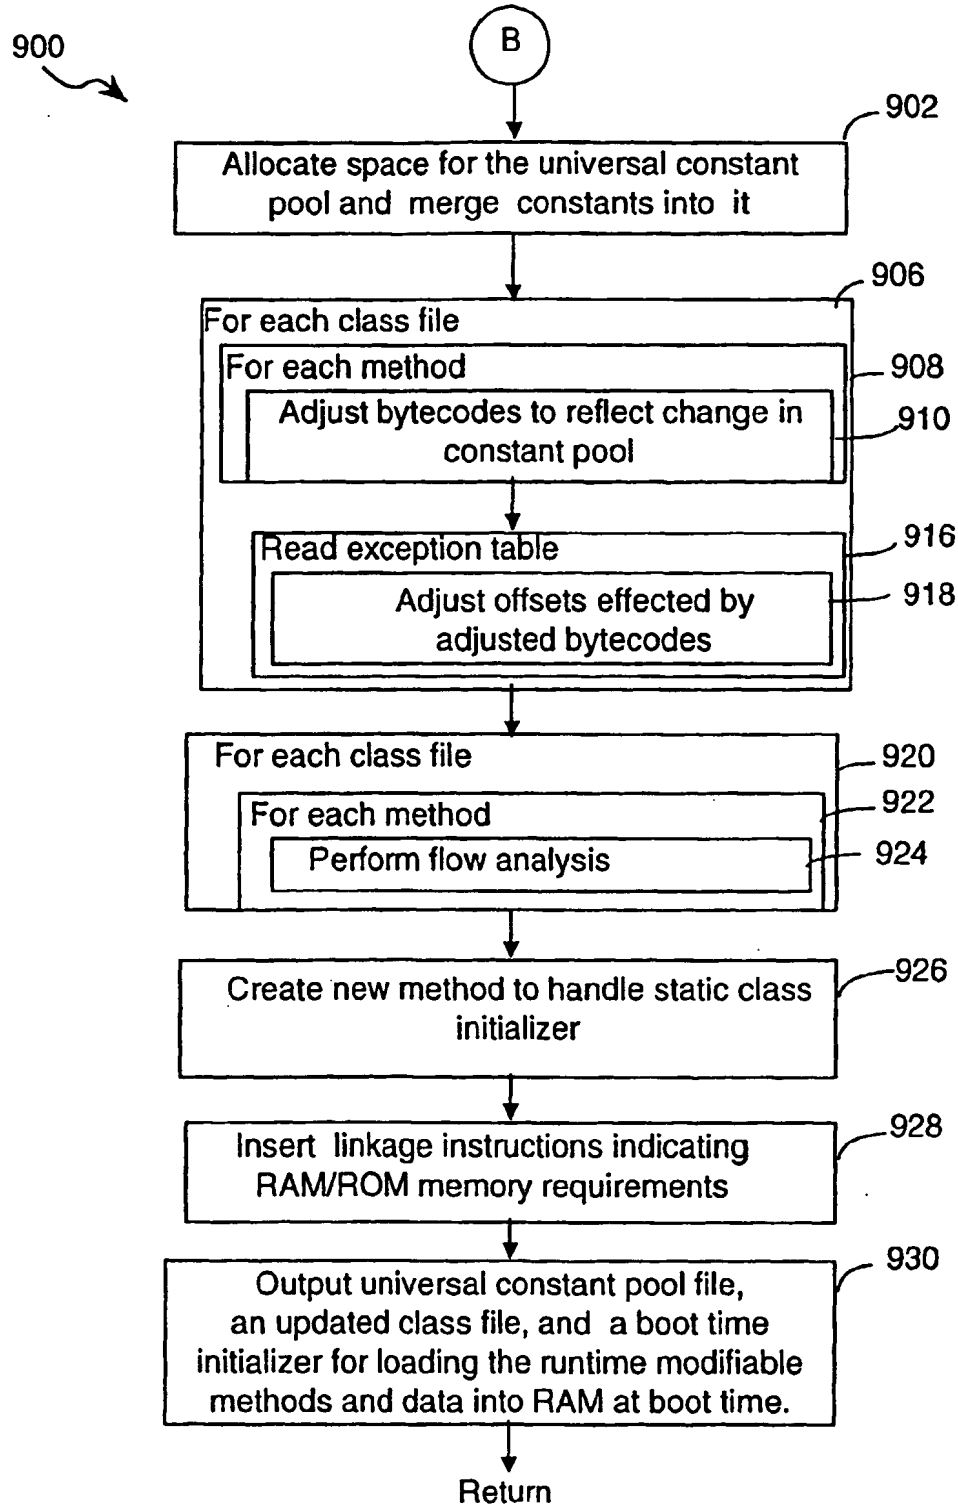 900
B
902
Allocate space for the universal constant
pool and merge constants into it
906
For each class file
For each method
908
Adjust bytecodes to reflect change in
constant pool
910
Read exception table
916
Adjust offsets effected by
adjusted bytecodes
918
For each class file
920
For each method
922
Perform flow analysis
924
Create new method to handle static class
initializer
926
Insert linkage instructions indicating
RAM/ROM memory requirements
928
Output universal constant pool file,
an updated class file, and a boot time
initializer for loading the runtime modifiable
methods and data into RAM at boot time.
930
Return